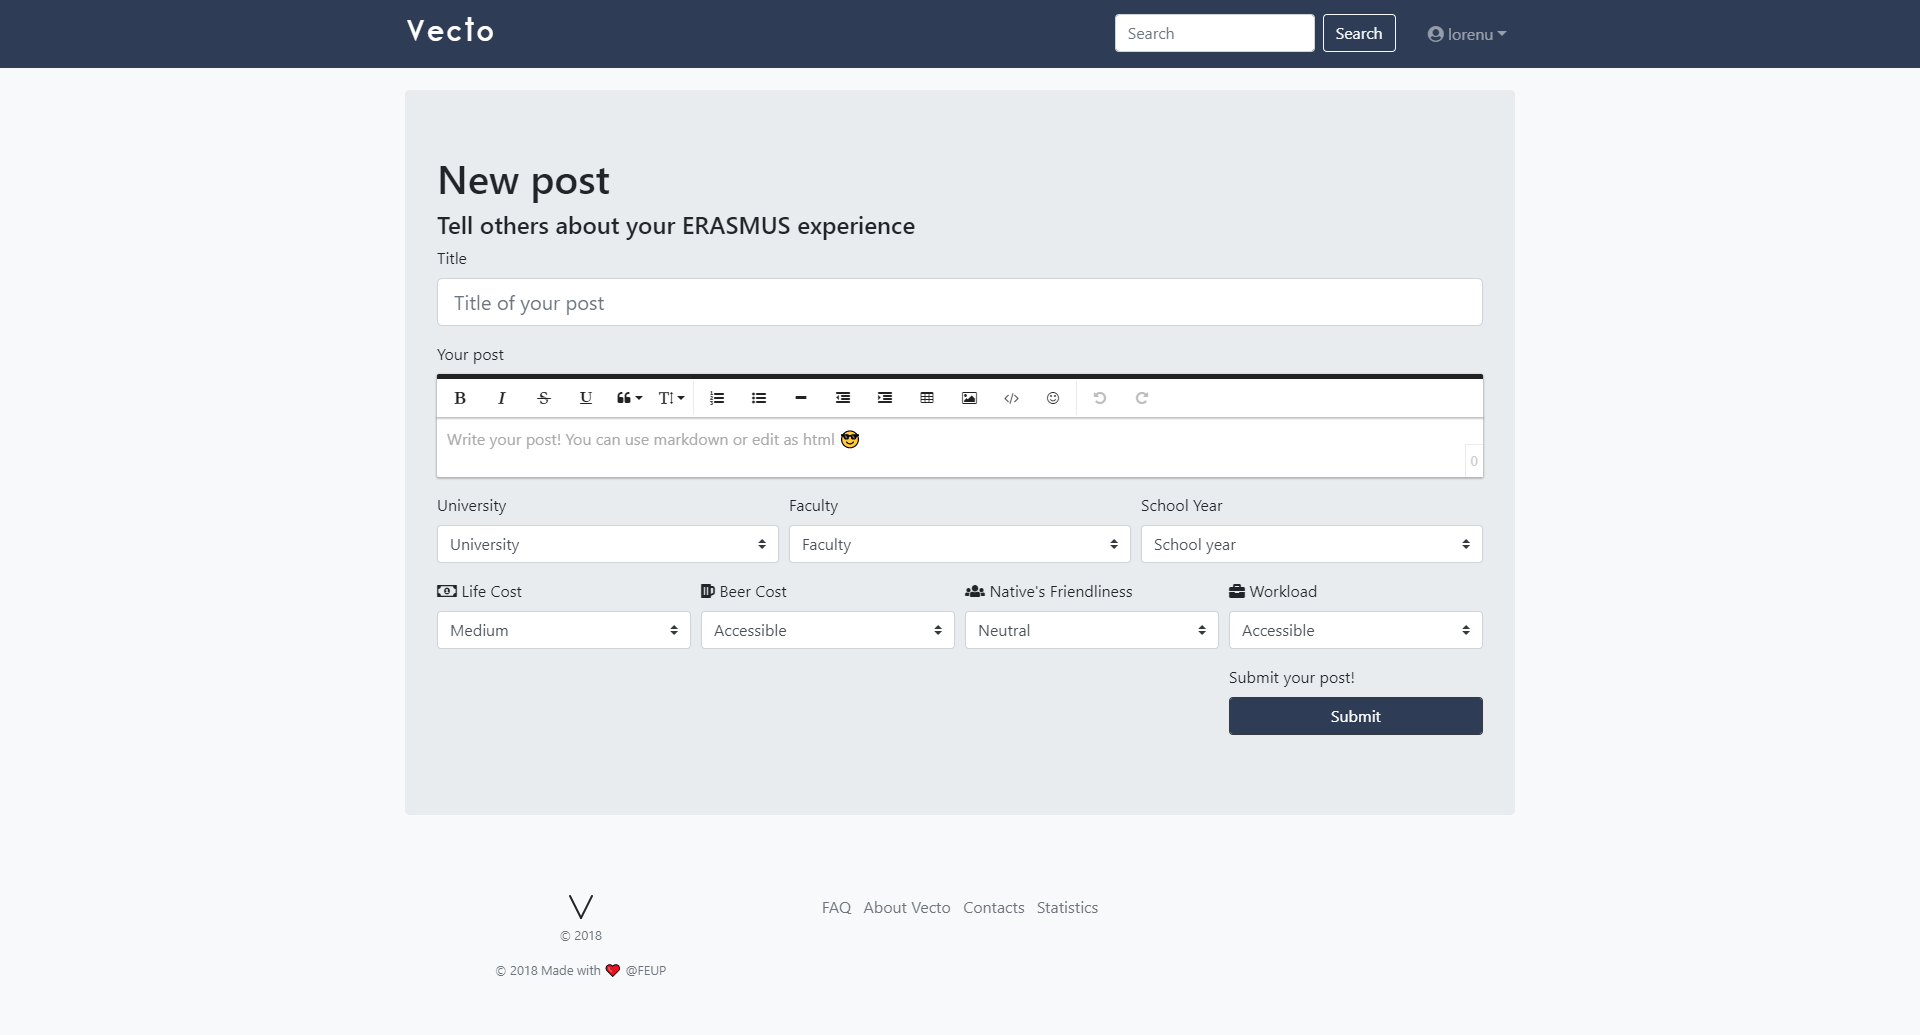 Vecto
Search Search lorenu
New post
Tell others about your ERASMUS experience
Title
Title of your post
Your post
B I S U TI
Write your post! You can use markdown or edit as html 😎
0
University Faculty School Year
University Faculty School year
Life Cost Beer Cost Native's Friendliness Workload
Medium Accessible Neutral Accessible
Submit your post!
Submit
V
© 2018
© 2018 Made with ❤️ @FEUP
FAQ About Vecto Contacts Statistics